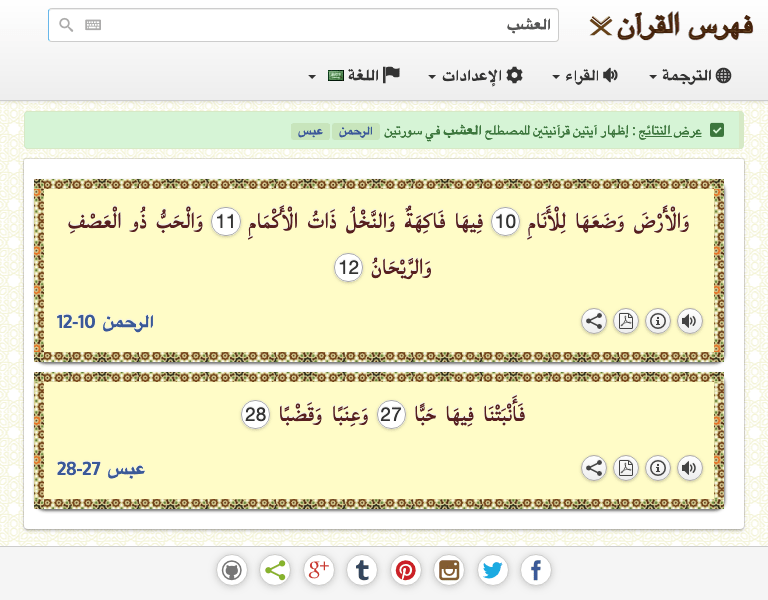 فهرس القرآن
العشب
الترجمة القراء الإعدادات اللغة
عرض النتائج : إظهار آيتين قرآنيتين للمصطلح العشب في سورتين الرحمن عبس
وَالْأَرْضَ وَضَعَهَا لِلْأَنَامِ 10 فِيهَا فَاكِهَةٌ وَالنَّخْلُ ذَاتُ الْأَكْمَامِ 11 وَالْحَبُّ ذُو الْعَصْفِ
وَالرَّيْحَانُ 12
الرحمن 10-12
فَأَنْبَتْنَا فِيهَا حَبًّا 27 وَعِنَبًا وَقَضْبًا 28
عبس 27-28